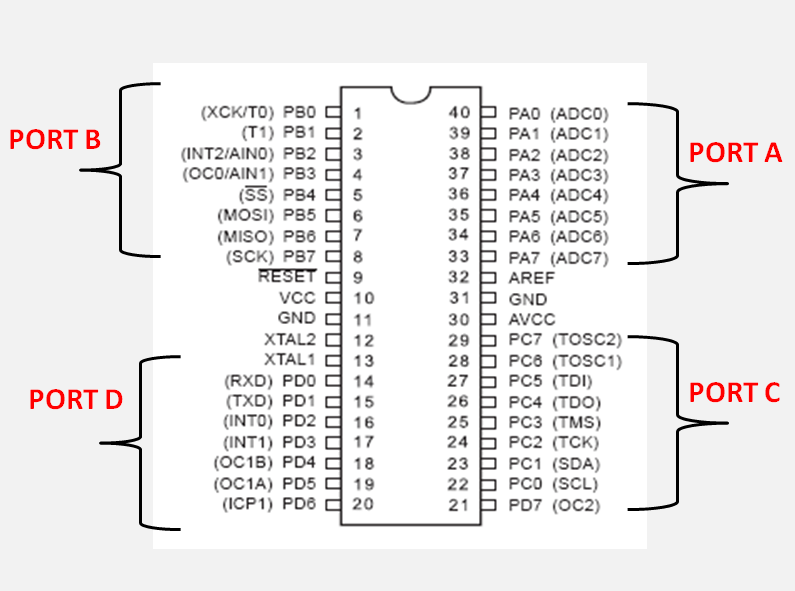 PORT B
PORT A
PORT D
PORT C
(XCK/T0) PB0 1 40 PA0 (ADC0)
(T1) PB1 2 39 PA1 (ADC1)
(INT2/AIN0) PB2 3 38 PA2 (ADC2)
(OC0/AIN1) PB3 4 37 PA3 (ADC3)
(SS) PB4 5 36 PA4 (ADC4)
(MOSI) PB5 6 35 PA5 (ADC5)
(MISO) PB6 7 34 PA6 (ADC6)
(SCK) PB7 8 33 PA7 (ADC7)
RESET 9 32 AREF
VCC 10 31 GND
GND 11 30 AVCC
XTAL2 12 29 PC7 (TOSC2)
XTAL1 13 28 PC6 (TOSC1)
(RXD) PD0 14 27 PC5 (TDI)
(TXD) PD1 15 26 PC4 (TDO)
(INT0) PD2 16 25 PC3 (TMS)
(INT1) PD3 17 24 PC2 (TCK)
(OC1B) PD4 18 23 PC1 (SDA)
(OC1A) PD5 19 22 PC0 (SCL)
(ICP1) PD6 20 21 PD7 (OC2)